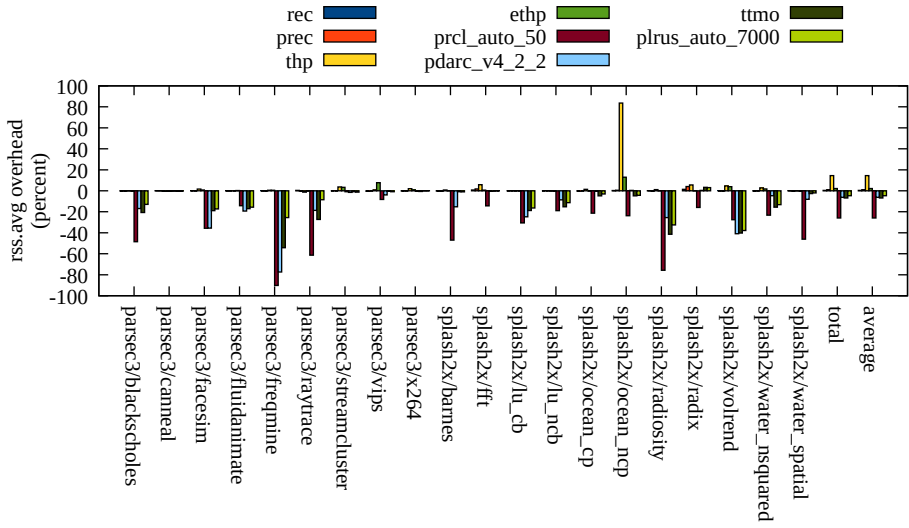 rec
prec
thp
ethp
prcl_auto_50
pdarc_v4_2_2
ttmo
plrus_auto_7000
rss.avg overhead
(percent)
100
80
60
40
20
0
-20
-40
-60
-80
-100
parsec3/blackscholes
parsec3/canneal
parsec3/facesim
parsec3/fluidanimate
parsec3/freqmine
parsec3/raytrace
parsec3/streamcluster
parsec3/vips
parsec3/x264
splash2x/barnes
splash2x/fft
splash2x/lu_cb
splash2x/lu_ncb
splash2x/ocean_cp
splash2x/ocean_ncp
splash2x/radiosity
splash2x/radix
splash2x/volrend
splash2x/water_nsquared
splash2x/water_spatial
total
average